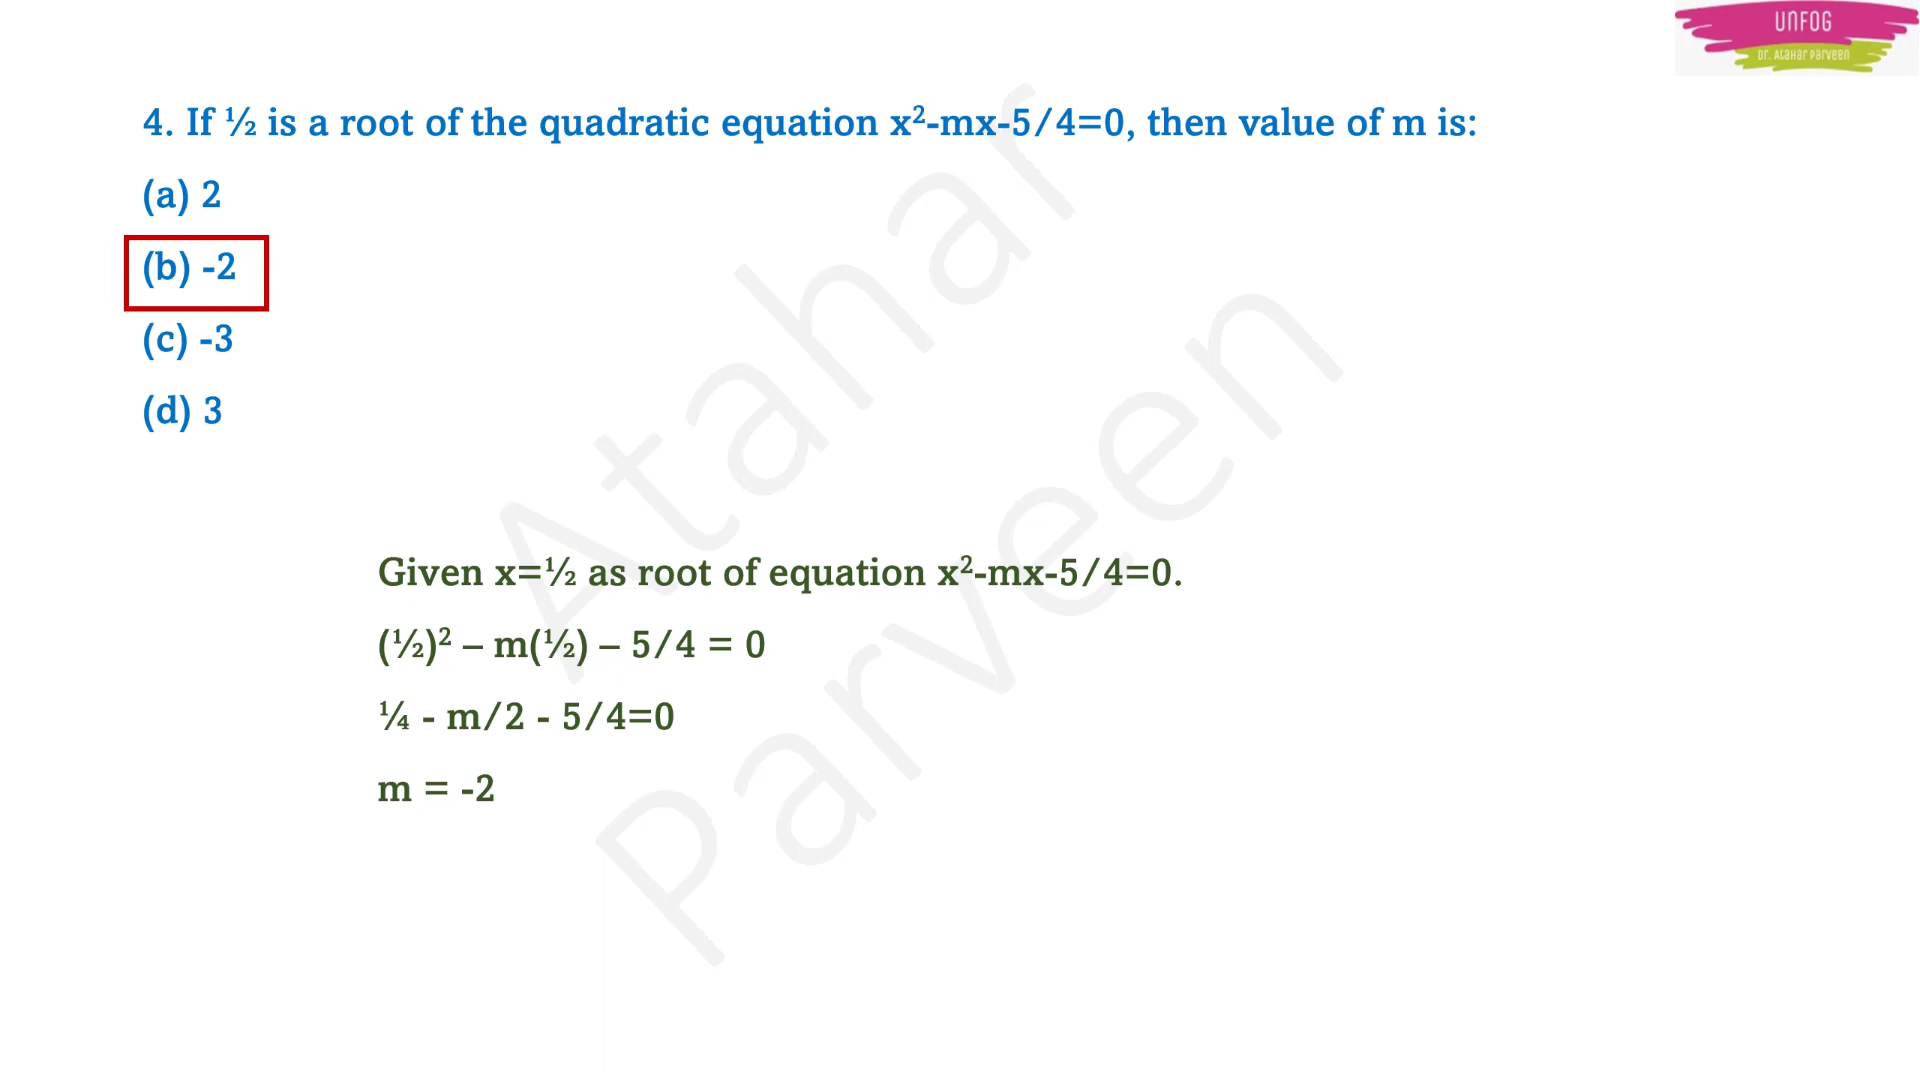 UNFOG
Dr. Atahar Parveen
4. If ½ is a root of the quadratic equation x²-mx-5/4=0, then value of m is:
(a) 2
(b) -2
(c) -3
(d) 3
Given x=½ as root of equation x²-mx-5/4=0.
(½)² – m(½) – 5/4 = 0
¼ - m/2 - 5/4=0
m = -2
Atahar
Parveen